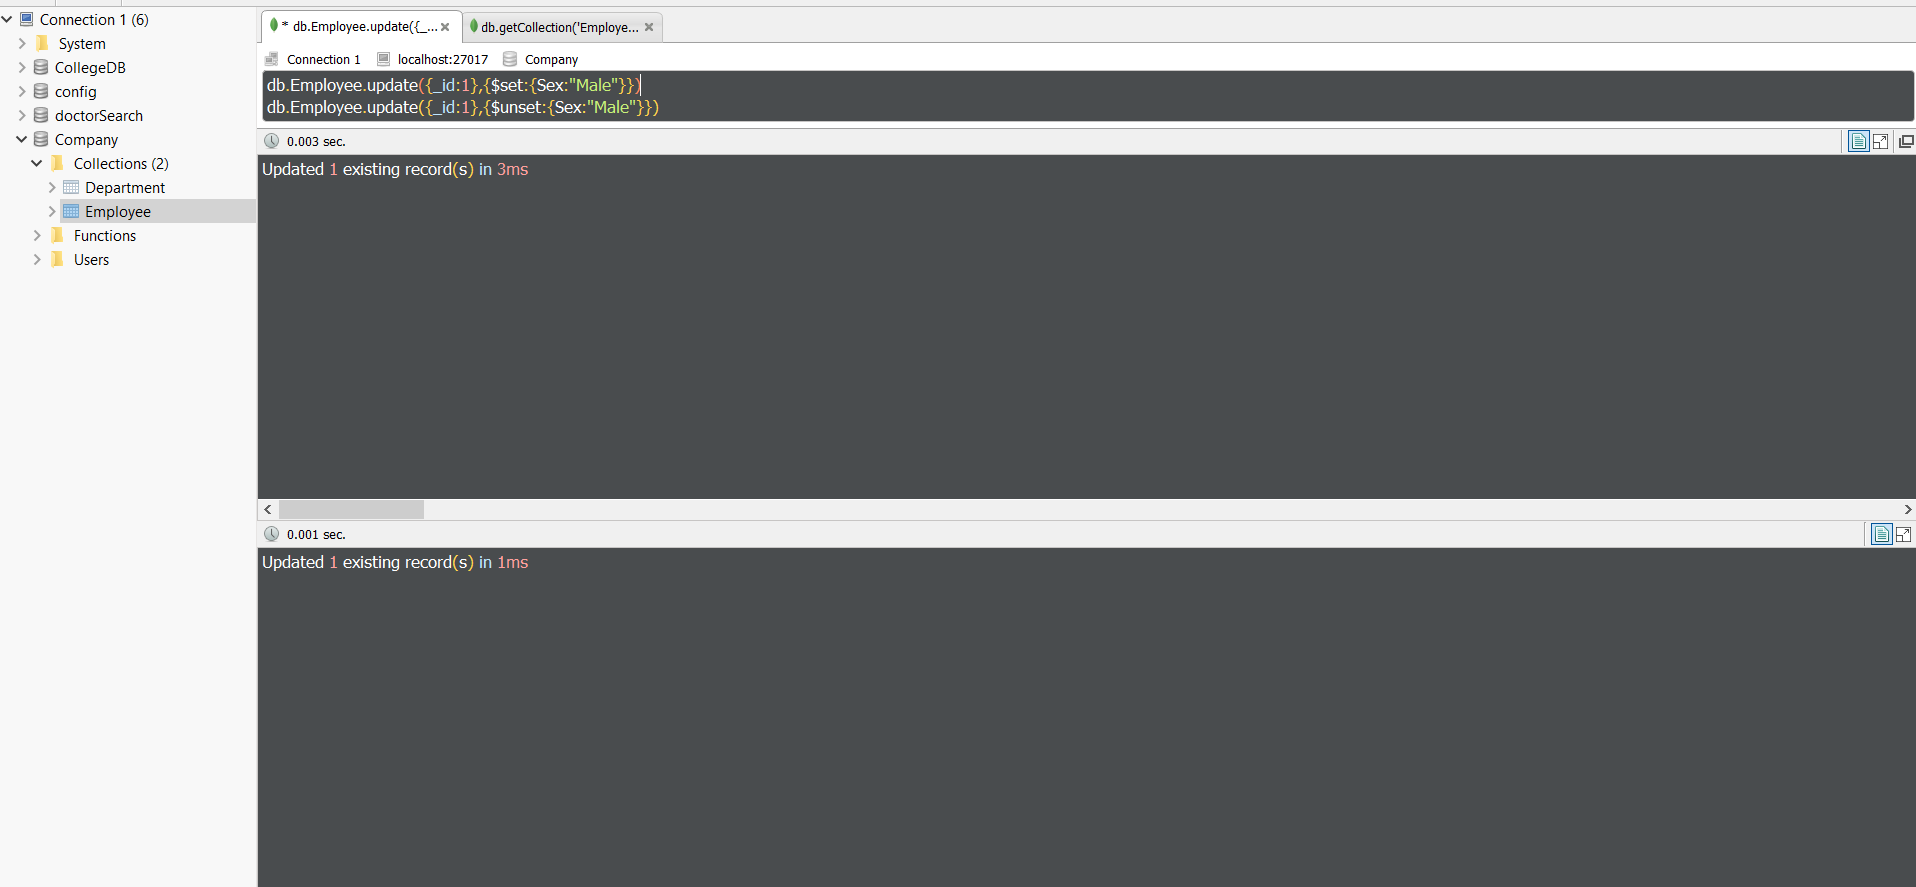 Connection 1 (6)
System
CollegeDB
config
doctorSearch
Company
Collections (2)
Department
Employee
Functions
Users
* db.Employee.update({_...
db.getCollection('Employe...
Connection 1 localhost:27017 Company
db.Employee.update({_id:1},{$set:{Sex:"Male"}})
db.Employee.update({_id:1},{$unset:{Sex:"Male"}})
0.003 sec.
Updated 1 existing record(s) in 3ms
0.001 sec.
Updated 1 existing record(s) in 1ms